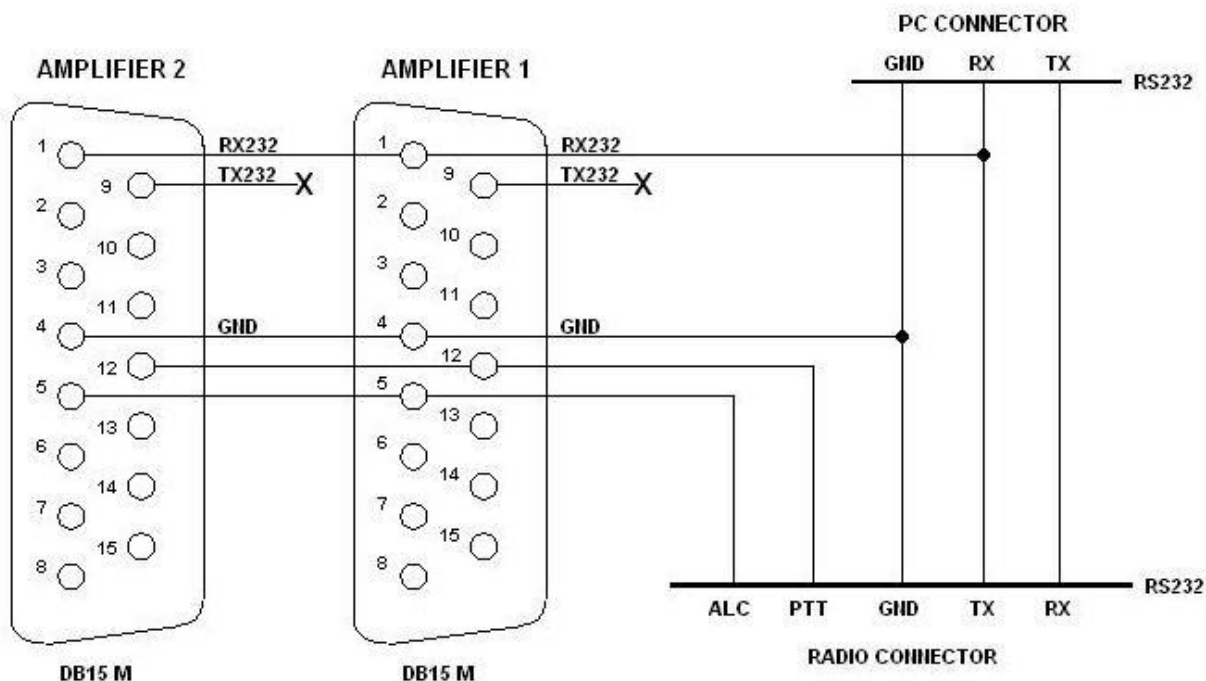 PC CONNECTOR
GND RX TX
RS232
AMPLIFIER 2
AMPLIFIER 1
1 RX232 1 RX232
9 TX232 X 9 TX232 X
2 2
10 10
3 3
11 11
4 GND 4 GND
12 12
5 5
13 13
6 6
14 14
7 7
15 15
8 8
RS232
ALC PTT GND TX RX
RADIO CONNECTOR
DB15 M DB15 M